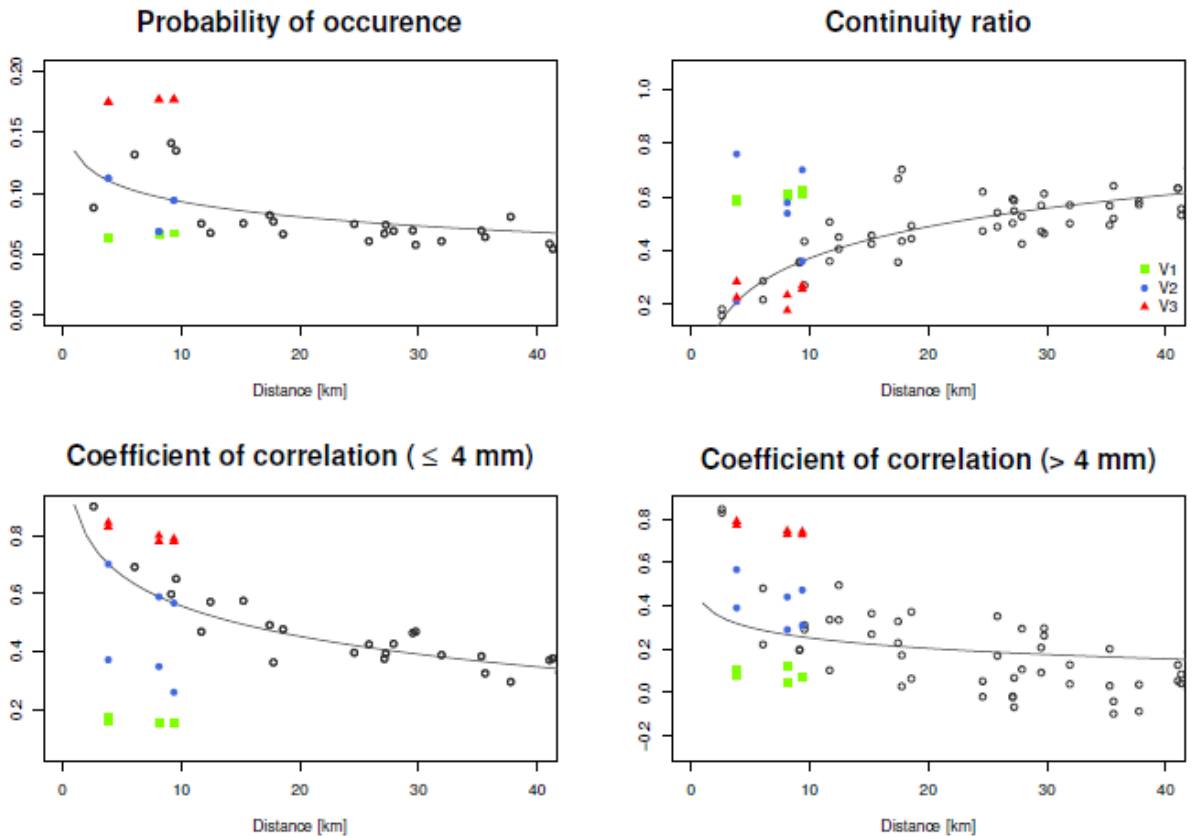 Probability of occurence
0.20
0.15
0.10
0.05
0.00
0 10 20 30 40
Distance [km]
Continuity ratio
1.0
0.8
0.6
0.4
0.2
V1
V2
V3
0 10 20 30 40
Distance [km]
Coefficient of correlation ( ≤ 4 mm)
0.8
0.6
0.4
0.2
0 10 20 30 40
Distance [km]
Coefficient of correlation (> 4 mm)
0.8
0.6
0.4
0.2
0.0
−0.2
0 10 20 30 40
Distance [km]